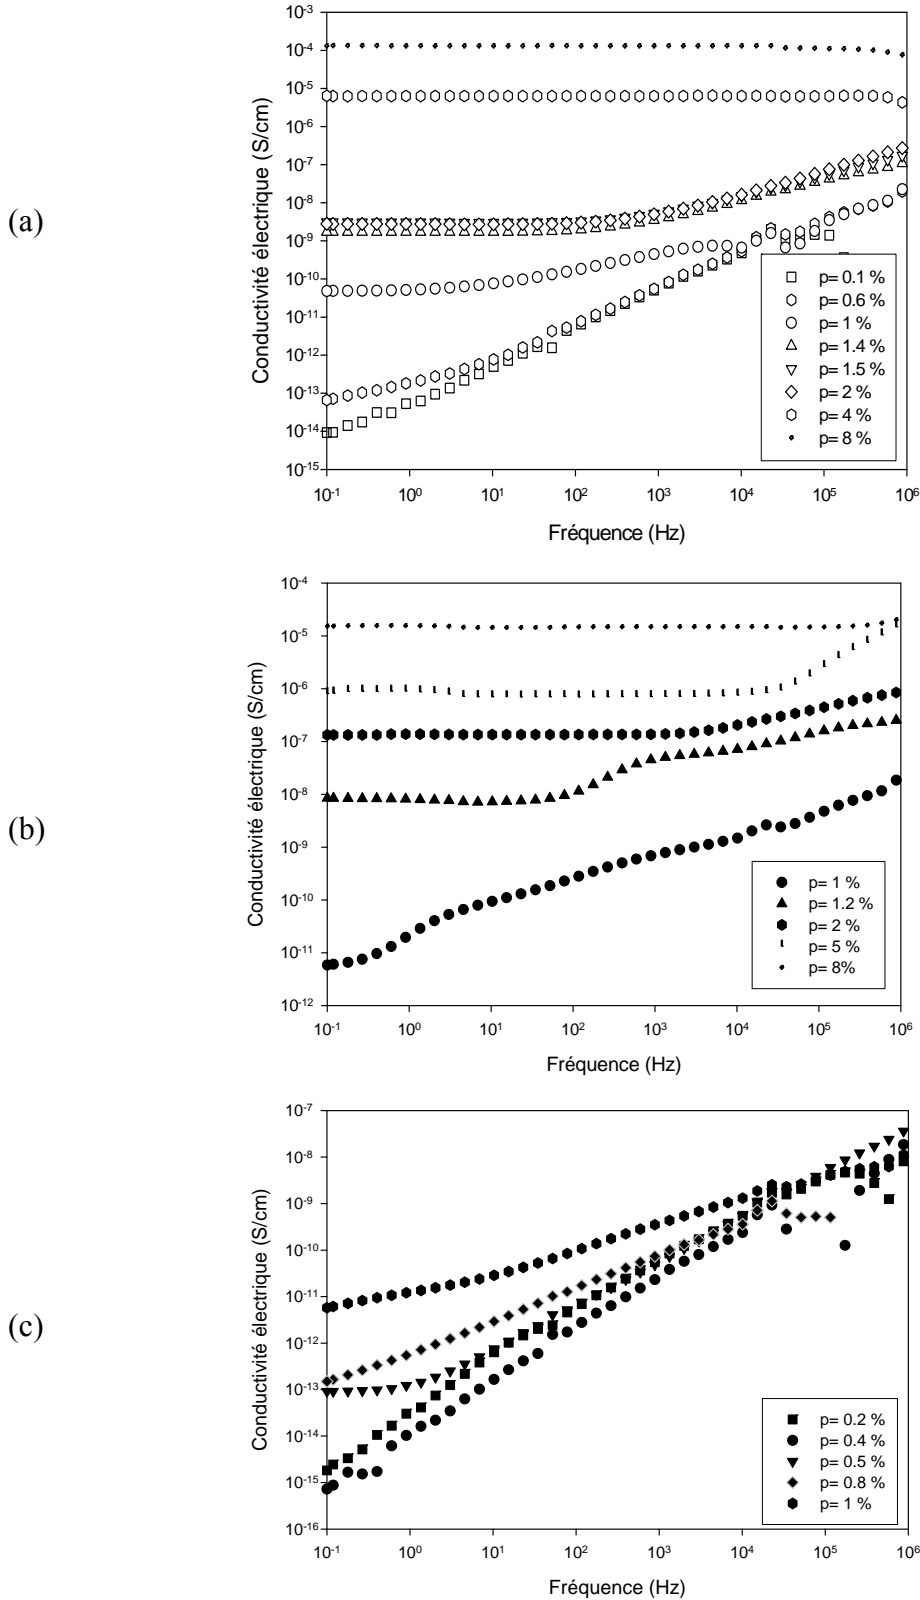 (a)
Conductivité électrique (S/cm)
10-3
10-4
10-5
10-6
10-7
10-8
10-9
10-10
10-11
10-12
10-13
10-14
10-15
p= 0.1 %
p= 0.6 %
p= 1 %
p= 1.4 %
p= 1.5 %
p= 2 %
p= 4 %
p= 8 %
10-1 100 101 102 103 104 105 106
Fréquence (Hz)
(b)
Conductivité électrique (S/cm)
10-4
10-5
10-6
10-7
10-8
10-9
10-10
10-11
10-12
p= 1 %
p= 1.2 %
p= 2 %
p= 5 %
p= 8%
10-1 100 101 102 103 104 105 106
Fréquence (Hz)
(c)
Conductivité électrique (S/cm)
10-7
10-8
10-9
10-10
10-11
10-12
10-13
10-14
10-15
10-16
p= 0.2 %
p= 0.4 %
p= 0.5 %
p= 0.8 %
p= 1 %
10-1 100 101 102 103 104 105 106
Fréquence (Hz)